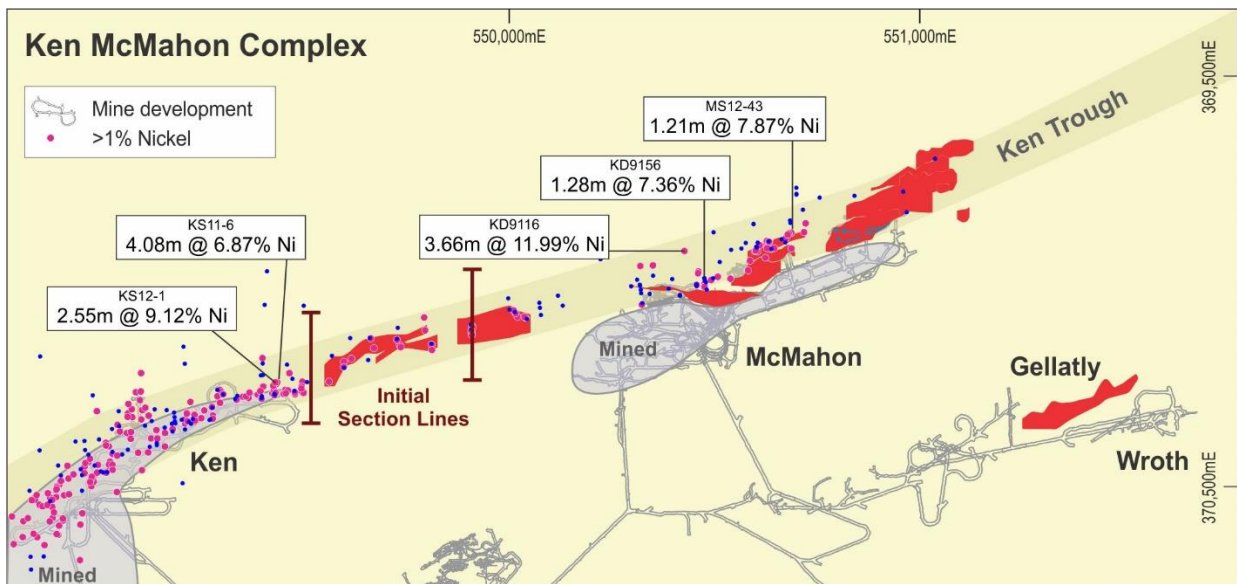 Ken McMahon Complex
Mine development
>1% Nickel
550,000mE
551,000mE
369,500mE
Ken Trough
MS12-43
1.21m @ 7.87% Ni
KD9156
1.28m @ 7.36% Ni
KD9116
3.66m @ 11.99% Ni
KS11-6
4.08m @ 6.87% Ni
KS12-1
2.55m @ 9.12% Ni
Mined
McMahon
Initial
Section Lines
Gellatly
Wroth
Ken
370,500mE
Mined